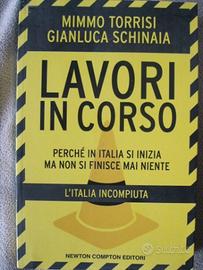 MIMMO TORRISI
GIANLUCA SCHINAIA
LAVORI
IN CORSO
PERCHÉ IN ITALIA SI INIZIA
MA NON SI FINISCE MAI NIENTE
L'ITALIA INCOMPIUTA
NEWTON COMPTON EDITORI
subito